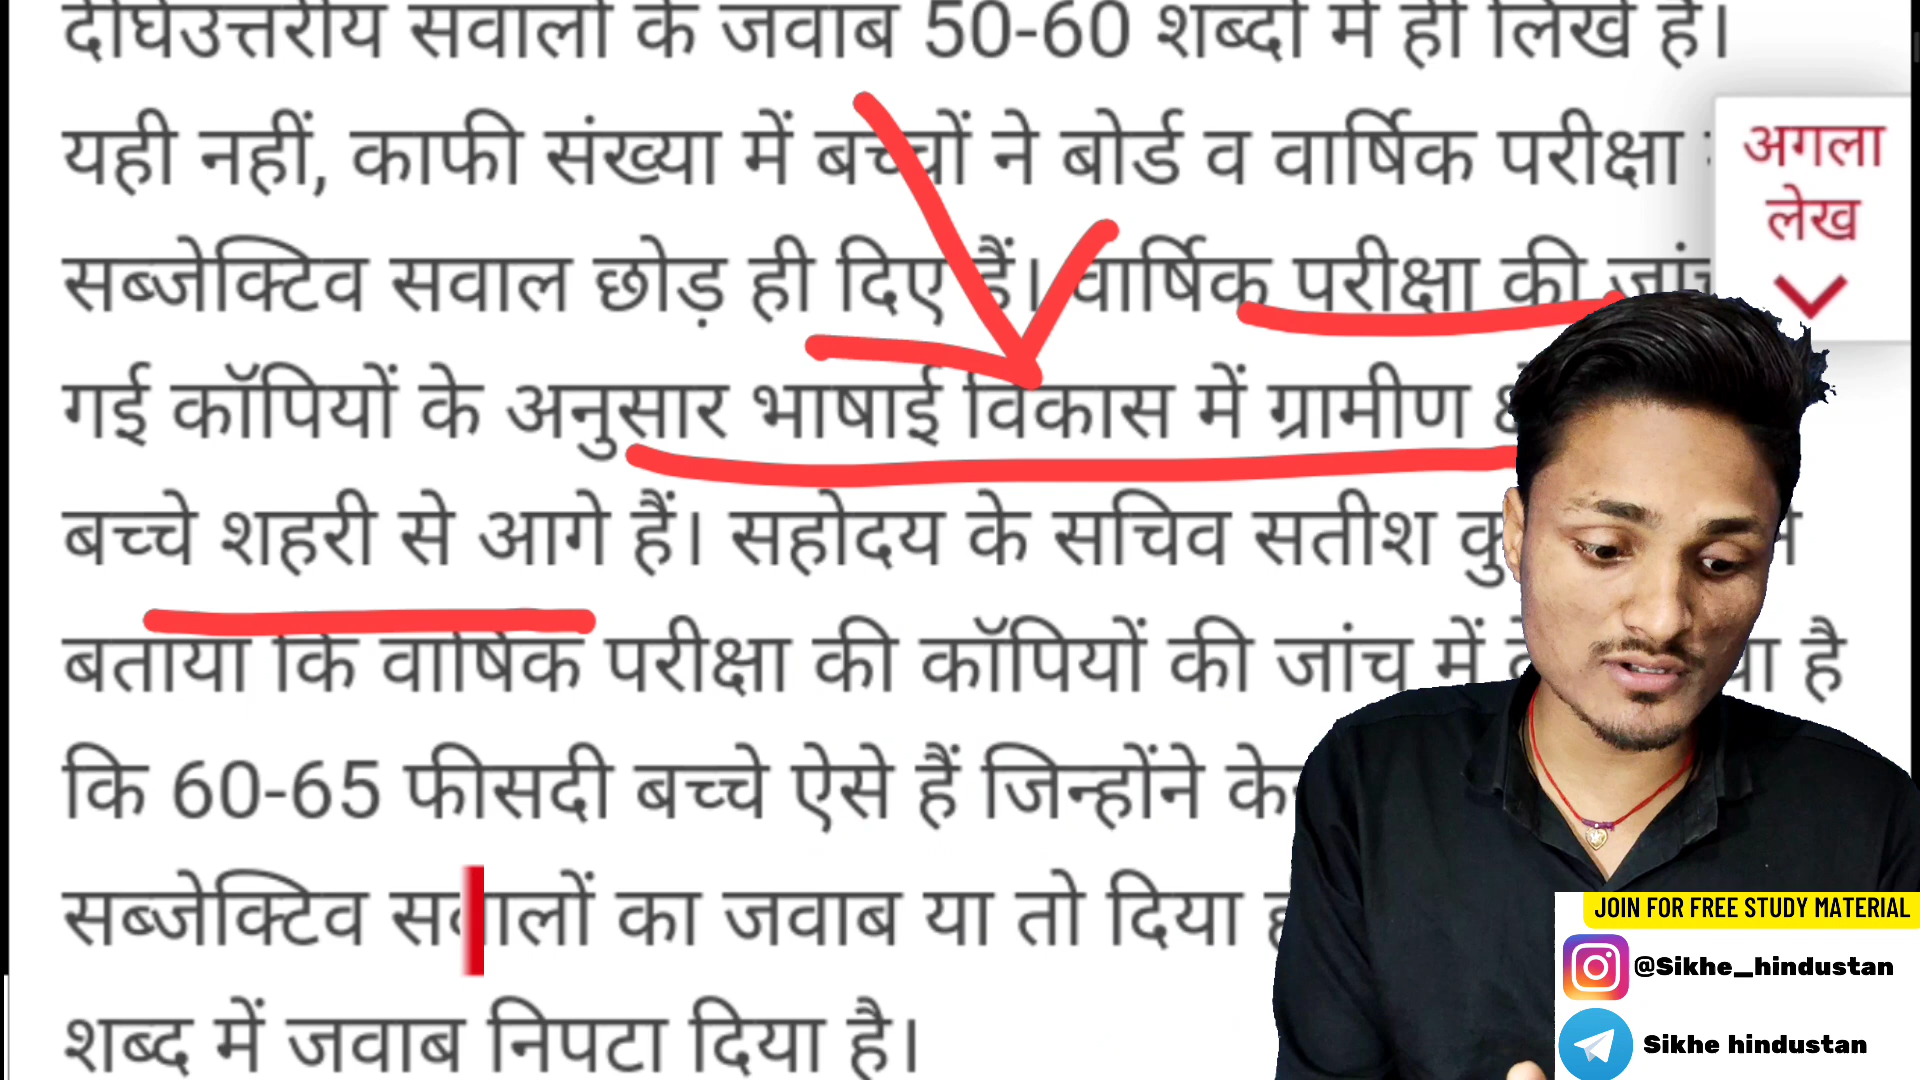 दीर्घउत्तरीय सवालों के जवाब 50-60 शब्दों में ही लिखे हैं।
यही नहीं, काफी संख्या में बच्चों ने बोर्ड व वार्षिक परीक्षा
सब्जेक्टिव सवाल छोड़ ही दिए हैं। वार्षिक परीक्षा की जांच
गई कॉपियों के अनुसार भाषाई विकास में ग्रामीण
बच्चे शहरी से आगे हैं। सहोदय के सचिव सतीश
बताया कि वार्षिक परीक्षा की कॉपियों की जांच में है
कि 60-65 फीसदी बच्चे ऐसे हैं जिन्होंने
सब्जेक्टिव सवालों का जवाब या तो दिया
शब्द में जवाब निपटा दिया है।
अगला
लेख
JOIN FOR FREE STUDY MATERIAL
@Sikhe_hindustan
Sikhe hindustan